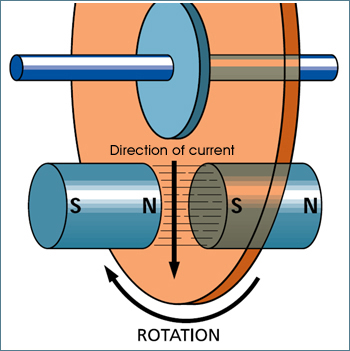 Direction of current
S N S N
ROTATION